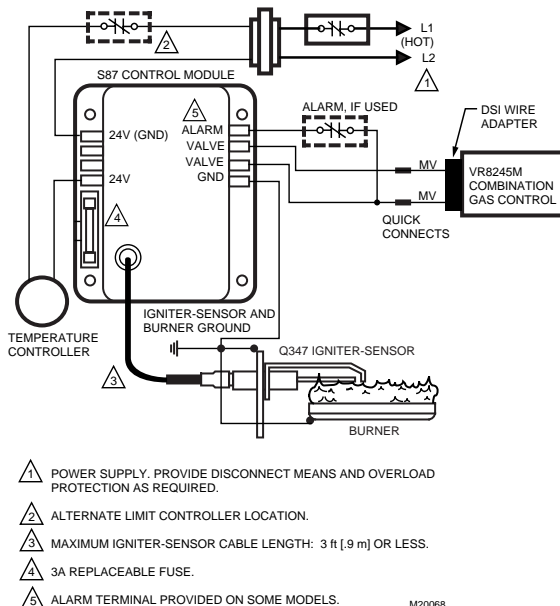 L1
(HOT)
L2
2
1
S87 CONTROL MODULE
5
ALARM, IF USED
DSI WIRE
ADAPTER
24V (GND)
ALARM
VALVE
VALVE
GND
24V
MV
MV
VR8245M
COMBINATION
GAS CONTROL
QUICK
CONNECTS
4
TEMPERATURE
CONTROLLER
IGNITER-SENSOR AND
BURNER GROUND
Q347 IGNITER-SENSOR
3
BURNER
1 POWER SUPPLY. PROVIDE DISCONNECT MEANS AND OVERLOAD
PROTECTION AS REQUIRED.
2 ALTERNATE LIMIT CONTROLLER LOCATION.
3 MAXIMUM IGNITER-SENSOR CABLE LENGTH: 3 ft [.9 m] OR LESS.
4 3A REPLACEABLE FUSE.
5 ALARM TERMINAL PROVIDED ON SOME MODELS.
M20068